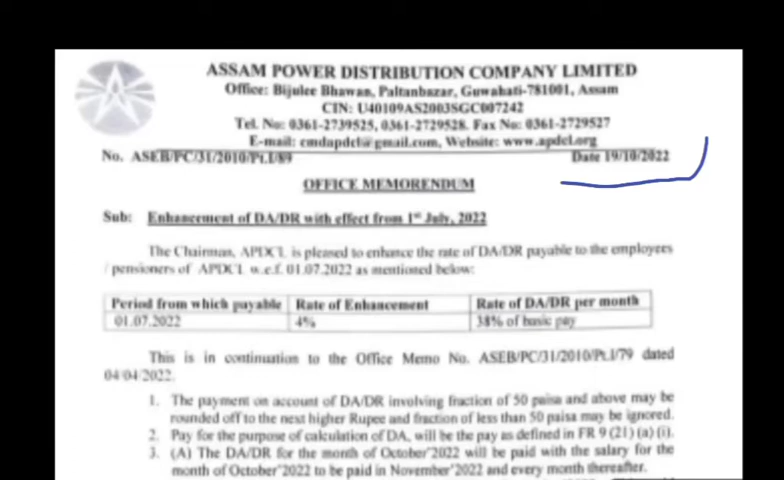 ASSAM POWER DISTRIBUTION COMPANY LIMITED
Office: Bijulee Bhawan, Paltanbazar, Guwahati-781001, Assam
CIN: U40109AS2003SGC007242
Tel. No: 0361-2739525, 0361-2729528. Fax No: 0361-2729527
E-mail: cmdapdcl@gmail.com, Website: www.apdcl.org
No. ASEB/PC/31/2010/Pt.I/89 Date 19/10/2022
OFFICE MEMORENDUM
Sub: Enhancement of DA/DR with effect from 1st July, 2022
The Chairman, APDCL is pleased to enhance the rate of DA/DR payable to the employees
/ pensioners of APDCL w.e.f 01.07.2022 as mentioned below:
Period from which payable Rate of Enhancement Rate of DA/DR per month
01.07.2022 4% 38% of basic pay
This is in continuation to the Office Memo No. ASEB/PC/31/2010/Pt.I/79 dated
04/04/2022.
1. The payment on account of DA/DR involving fraction of 50 paisa and above may be
rounded off to the next higher Rupee and fraction of less than 50 paisa may be ignored.
2. Pay for the purpose of calculation of DA, will be the pay as defined in FR 9 (21) (a) (i).
3. (A) The DA/DR for the month of October'2022 will be paid with the salary for the
month of October'2022 to be paid in November'2022 and every month thereafter.